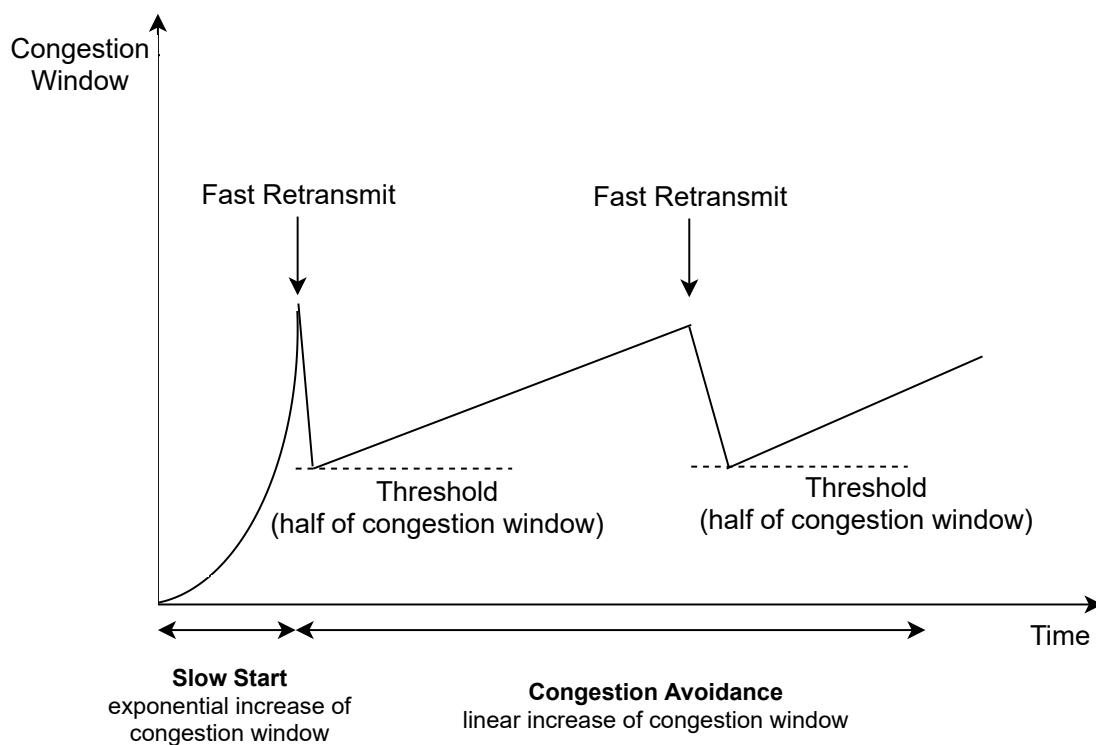 Congestion
Window
Fast Retransmit
Fast Retransmit
Threshold
(half of congestion window)
Threshold
(half of congestion window)
Time
Slow Start
exponential increase of
congestion window
Congestion Avoidance
linear increase of congestion window